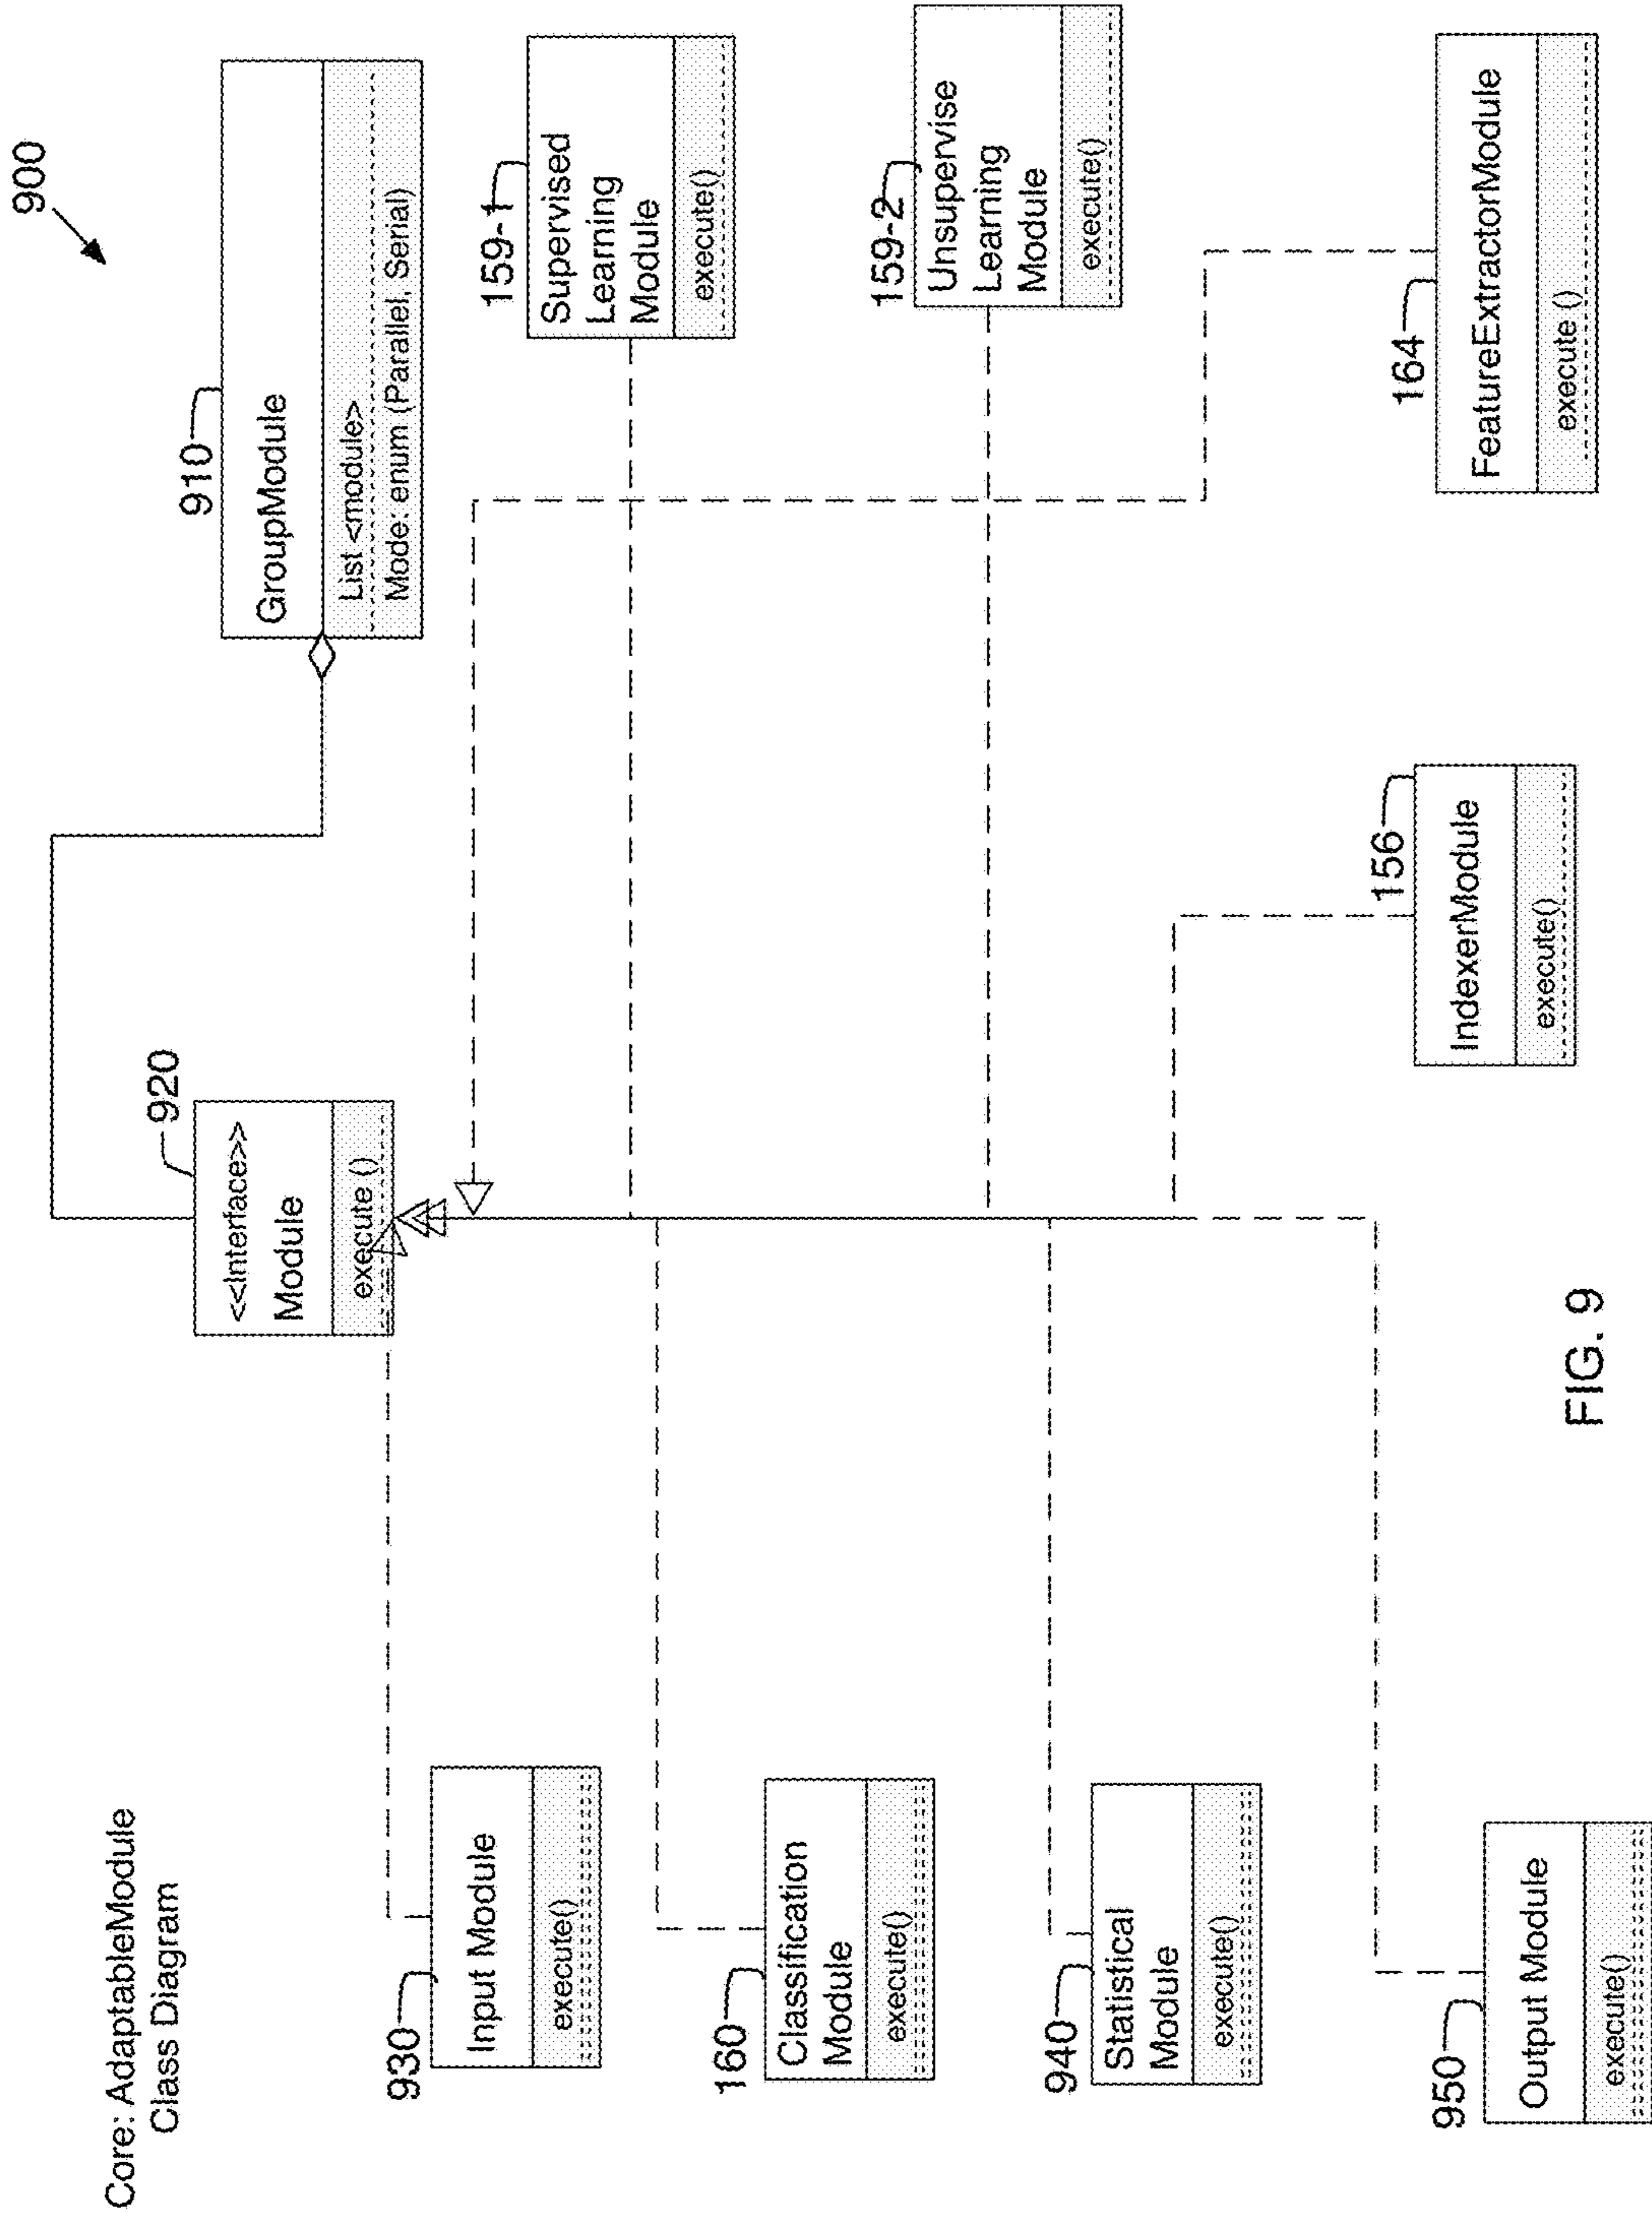 Core: AdaptableModule
Class Diagram
900
910
GroupModule
List <module>
Mode: enum (Parallel, Serial)
920
<<Interface>>
Module
execute ()
930
Input Module
execute()
159-1
Supervised
Learning
Module
execute()
160
Classification
Module
execute()
159-2
Unsupervise
Learning
Module
execute()
940
Statistical
Module
execute()
156
IndexerModule
execute()
164
FeatureExtractorModule
execute ()
950
Output Module
execute()
FIG. 9